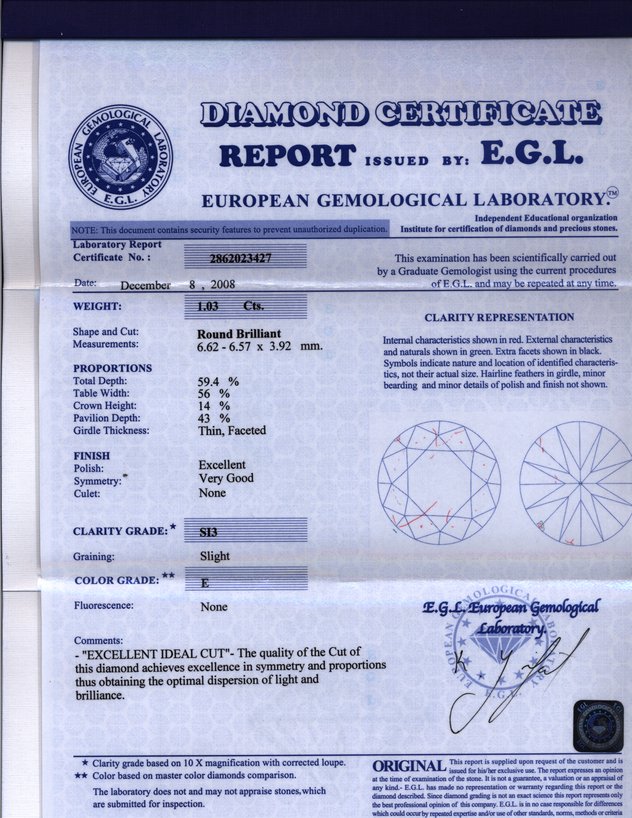 DIAMOND CERTIFICATE
REPORT ISSUED BY: E.G.L.
EUROPEAN GEMOLOGICAL LABORATORY.™
EUROPEAN GEMOLOGICAL LABORATORY
E.G.L.
Independent Educational organization
Institute for certification of diamonds and precious stones.
NOTE: This document contains security features to prevent unauthorized duplication.
Laboratory Report
Certificate No. : 2862023427
Date: December 8 , 2008
This examination has been scientifically carried out
by a Graduate Gemologist using the current procedures
of E.G.L. and may be repeated at any time.
WEIGHT: 1.03 Cts.
Shape and Cut: Round Brilliant
Measurements: 6.62 - 6.57 x 3.92 mm.
PROPORTIONS
Total Depth: 59.4 %
Table Width: 56 %
Crown Height: 14 %
Pavilion Depth: 43 %
Girdle Thickness: Thin, Faceted
FINISH
Polish: Excellent
Symmetry: Very Good
Culet: None
CLARITY GRADE:* SI3
Graining: Slight
COLOR GRADE:** E
Fluorescence: None
Comments:
- "EXCELLENT IDEAL CUT"- The quality of the Cut of
this diamond achieves excellence in symmetry and proportions
thus obtaining the optimal dispersion of light and
brilliance.
CLARITY REPRESENTATION
Internal characteristics shown in red. External characteristics
and naturals shown in green. Extra facets shown in black.
Symbols indicate nature and location of identified characteris-
tics, not their actual size. Hairline feathers in girdle, minor
bearding and minor details of polish and finish not shown.
E.G.L. European Gemological
Laboratory.
★ Clarity grade based on 10 X magnification with corrected loupe.
★★ Color based on master color diamonds comparison.
The laboratory does not and may not appraise stones,which
are submitted for inspection.
ORIGINAL This report is supplied upon request of the customer and is
issued for his/her exclusive use. The report expresses an opinion
at the time of examination of the stone. It is not a guarantee, a valuation or an appraisal of
any kind.- E.G.L. has made no representation or warranty regarding this report or the
diamond described. Since diamond grading is not an exact science this report represents only
the best professional opinion of this company. E.G.L. is in no case responsible for differences
which could occur by repeated expertise and/or use of other standards, norms, methods or criteria